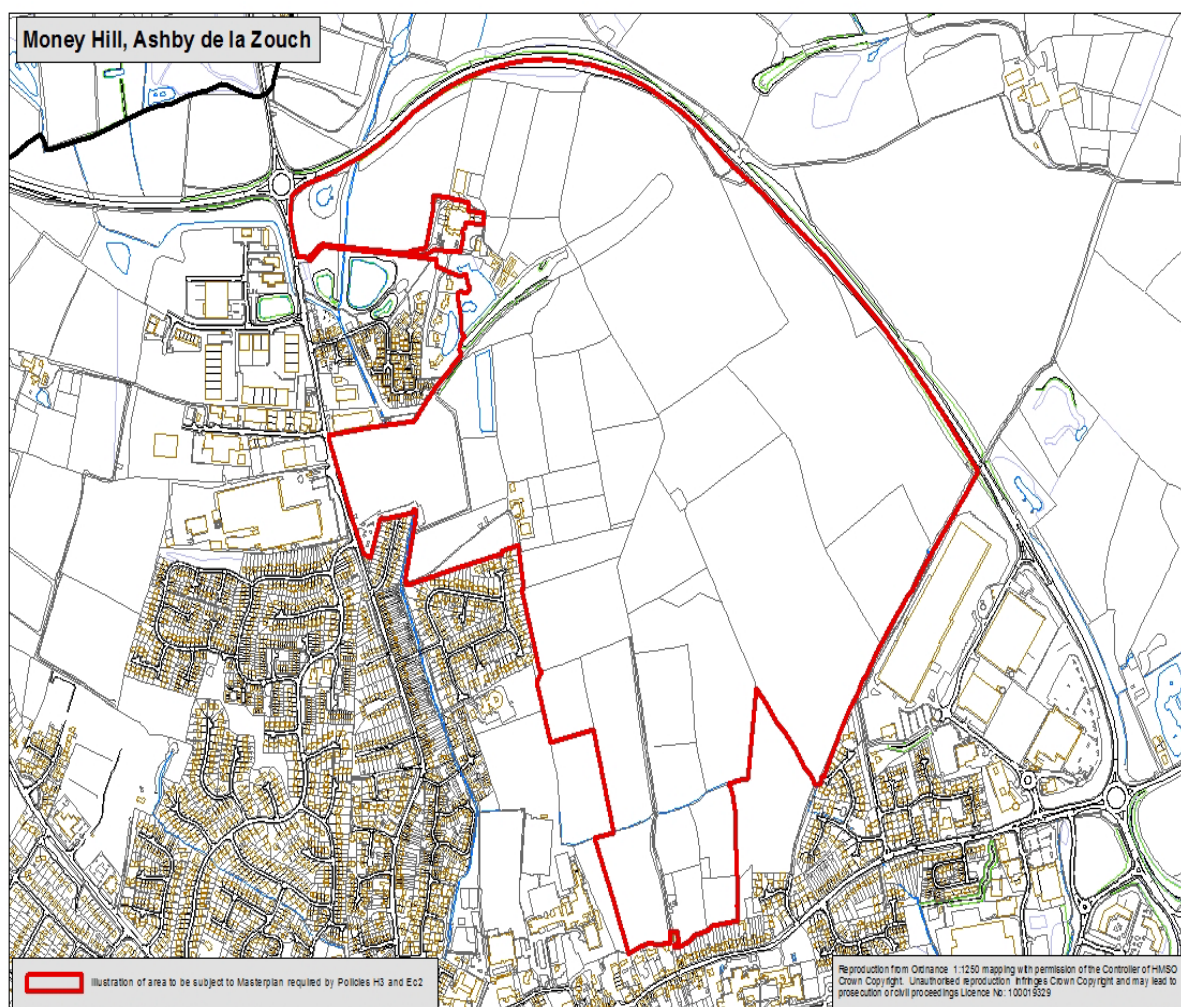 Money Hill, Ashby de la Zouch
Illustration of area to be subject to Masterplan required by Policies H3 and Ec2
Reproduction from Ordnance 1:1250 mapping with permission of the Controller of HMSO
Crown Copyright. Unauthorised reproduction infringes Crown Copyright and may lead to
prosecution or civil proceedings Licence No: 100019329